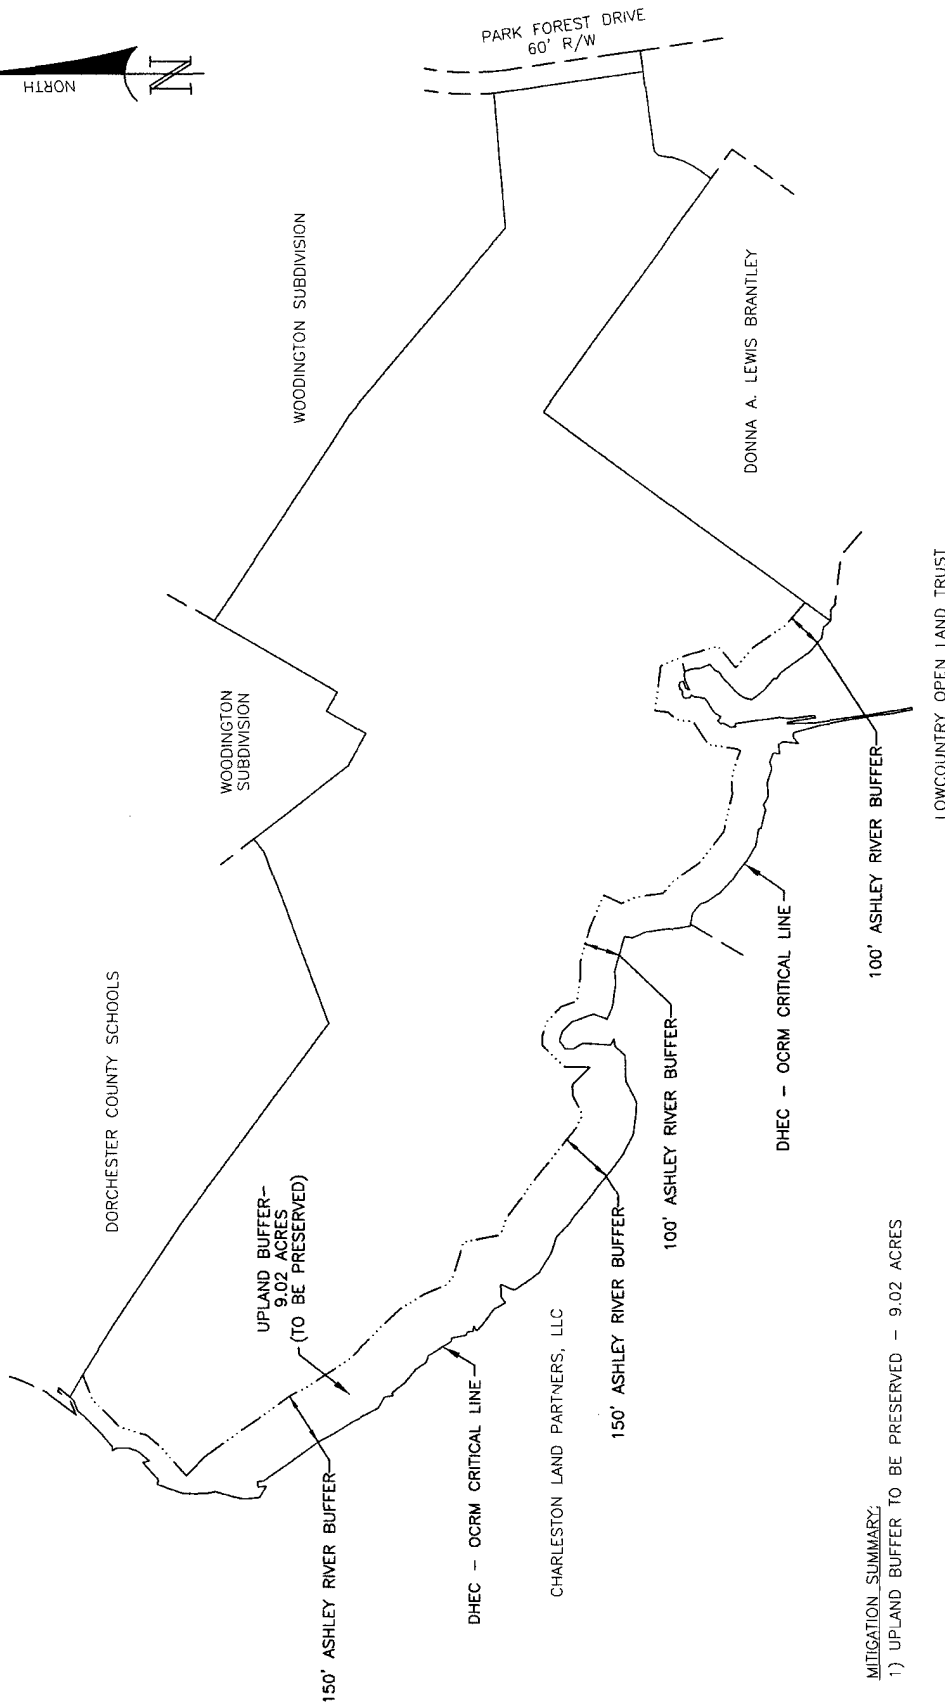 PARK FOREST DRIVE
60' R/W
NORTH
N
WOODINGTON SUBDIVISION
WOODINGTON
SUBDIVISION
DORCHESTER COUNTY SCHOOLS
DONNA A. LEWIS BRANTLEY
UPLAND BUFFER
9.02 ACRES
(TO BE PRESERVED)
150' ASHLEY RIVER BUFFER
DHEC - OCRM CRITICAL LINE
CHARLESTON LAND PARTNERS, LLC
150' ASHLEY RIVER BUFFER
100' ASHLEY RIVER BUFFER
DHEC - OCRM CRITICAL LINE
100' ASHLEY RIVER BUFFER
LOWCOUNTRY OPEN LAND TRUST
MITIGATION SUMMARY:
1) UPLAND BUFFER TO BE PRESERVED - 9.02 ACRES